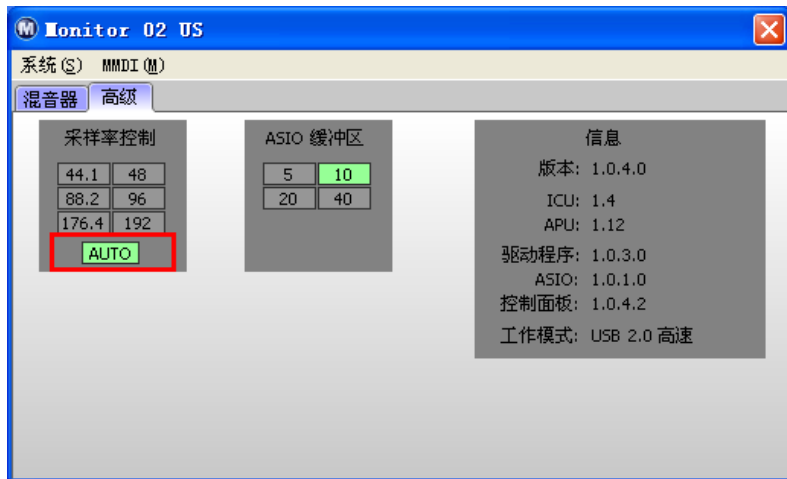 Monitor 02 US
系统(S) MMDI(M)
混音器 高级
采样率控制
44.1 48
88.2 96
176.4 192
AUTO
ASIO 缓冲区
5 10
20 40
信息
版本: 1.0.4.0
ICU: 1.4
APU: 1.12
驱动程序: 1.0.3.0
ASIO: 1.0.1.0
控制面板: 1.0.4.2
工作模式: USB 2.0 高速